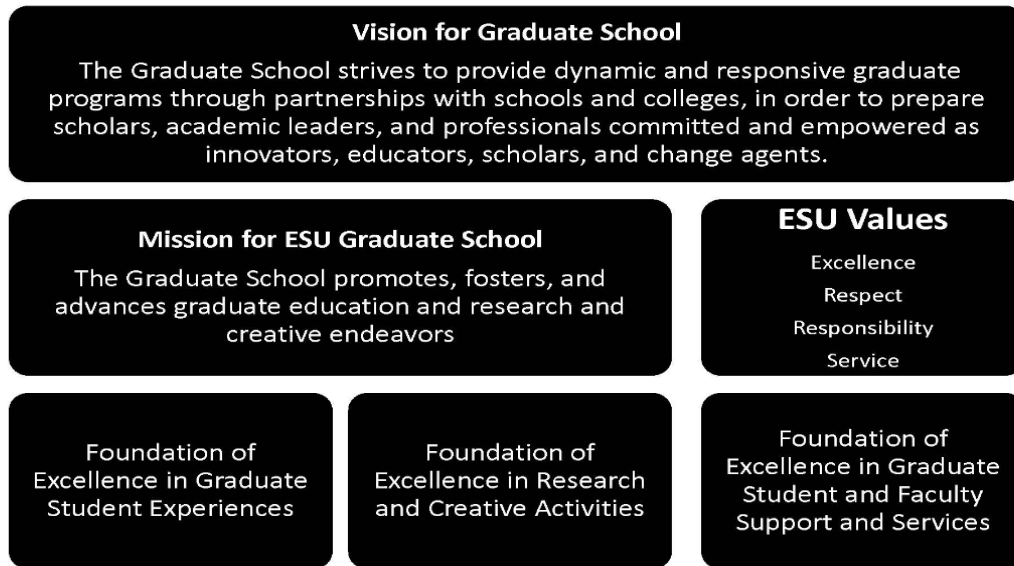 Vision for Graduate School
The Graduate School strives to provide dynamic and responsive graduate
programs through partnerships with schools and colleges, in order to prepare
scholars, academic leaders, and professionals committed and empowered as
innovators, educators, scholars, and change agents.
Mission for ESU Graduate School
The Graduate School promotes, fosters, and
advances graduate education and research and
creative endeavors
ESU Values
Excellence
Respect
Responsibility
Service
Foundation of
Excellence in Graduate
Student Experiences
Foundation of
Excellence in Research
and Creative Activities
Foundation of
Excellence in Graduate
Student and Faculty
Support and Services